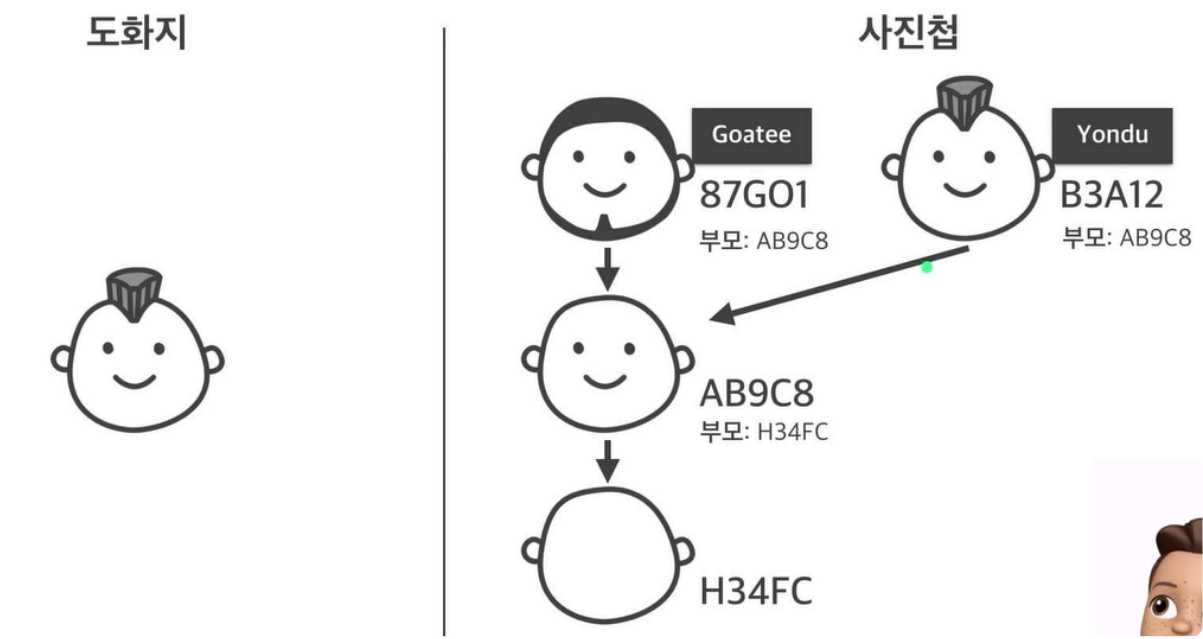 도화지
사진첩
Goatee
87GO1
부모: AB9C8
Yondu
B3A12
부모: AB9C8
AB9C8
부모: H34FC
H34FC